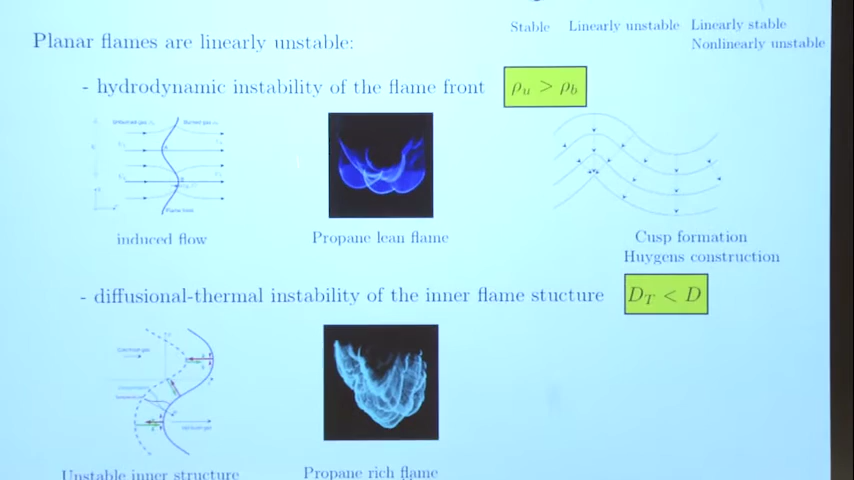 Stable Linearly unstable Linearly stable
Nonlinearly unstable
Planar flames are linearly unstable:
- hydrodynamic instability of the flame front ρu > ρb
induced flow
Propane lean flame
Cusp formation
Huygens construction
- diffusional-thermal instability of the inner flame stucture DT < D
Unstable inner structure
Propane rich flame